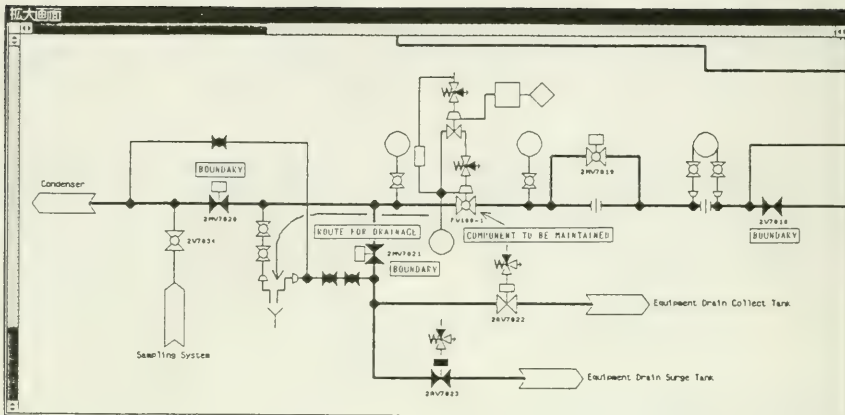 拡大画面
BOUNDARY
Condenser
2MV7020
2V7034
Sampling System
ROUTE FOR DRAINAGE
2MV7021
BOUNDARY
FV100-1
COMPONENT TO BE MAINTAINED
2MV7019
2V7018
BOUNDARY
2AV7022
Equipment Drain Collect Tank
2AV7023
Equipment Drain Surge Tank